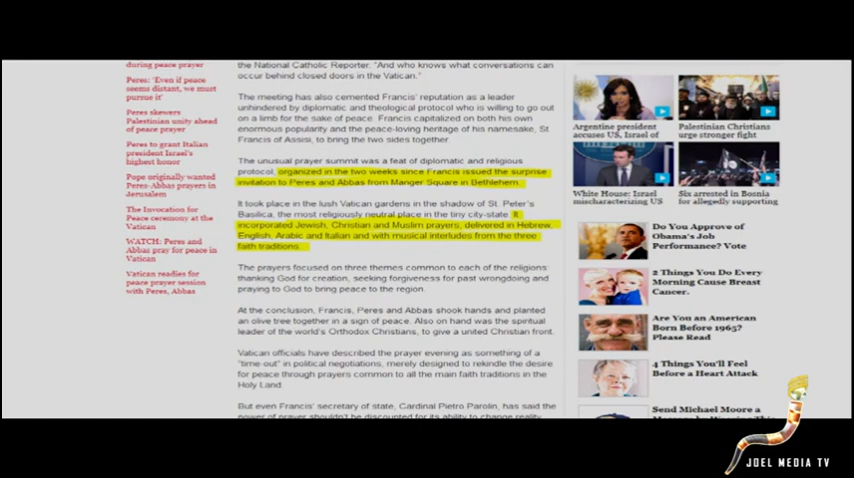 during peace prayer
Peres: 'Even if peace
seems distant, we must
pursue it'
Peres skewers
Palestinian unity ahead
of peace prayer
Peres to grant Italian
president Israel's
highest honor
Pope originally wanted
Peres-Abbas prayers in
Jerusalem
The Invocation for
Peace ceremony at the
Vatican
WATCH: Peres and
Abbas pray for peace in
Vatican
Vatican readies for
peace prayer session
with Peres, Abbas
the National Catholic Reporter. "And who knows what conversations can
occur behind closed doors in the Vatican."
The meeting has also cemented Francis' reputation as a leader
unhindered by diplomatic and theological protocol who is willing to go out
on a limb for the sake of peace. Francis capitalized on both his own
enormous popularity and the peace-loving heritage of his namesake, St.
Francis of Assisi, to bring the two sides together.
The unusual prayer summit was a feat of diplomatic and religious
protocol, organized in the two weeks since Francis issued the surprise
invitation to Peres and Abbas from Manger Square in Bethlehem.
It took place in the lush Vatican gardens in the shadow of St. Peter's
Basilica, the most religiously neutral place in the tiny city-state. It
incorporated Jewish, Christian and Muslim prayers, delivered in Hebrew,
English, Arabic and Italian and with musical interludes from the three
faith traditions.
The prayers focused on three themes common to each of the religions:
thanking God for creation, seeking forgiveness for past wrongdoing and
praying to God to bring peace to the region.
At the conclusion, Francis, Peres and Abbas shook hands and planted
an olive tree together in a sign of peace. Also on hand was the spiritual
leader of the world's Orthodox Christians, to give a united Christian front.
Vatican officials have described the prayer evening as something of a
"time-out" in political negotiations, merely designed to rekindle the desire
for peace through prayers common to all the main faith traditions in the
Holy Land.
But even Francis' secretary of state, Cardinal Pietro Parolin, has said the
power of prayer shouldn't be discounted for its ability to change reality.
Argentine president
accuses US, Israel of
Palestinian Christians
urge stronger fight
White House: Israel
mischaracterizing US
Six arrested in Bosnia
for allegedly supporting
Do You Approve of
Obama's Job
Performance? Vote
2 Things You Do Every
Morning Cause Breast
Cancer.
Are You an American
Born Before 1965?
Please Read
4 Things You'll Feel
Before a Heart Attack
Send Michael Moore a
JOEL MEDIA TV